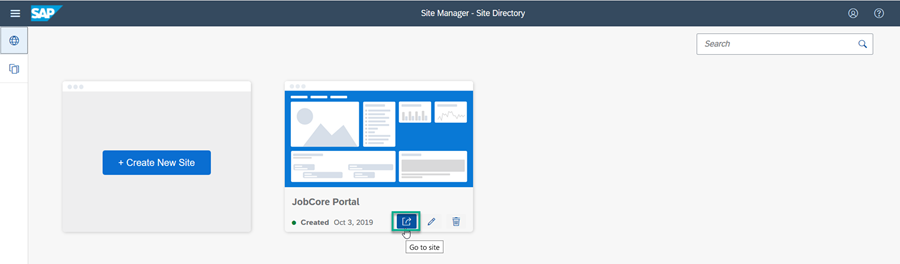 SAP
Site Manager - Site Directory
Search
+ Create New Site
JobCore Portal
Created Oct 3, 2019
Go to site